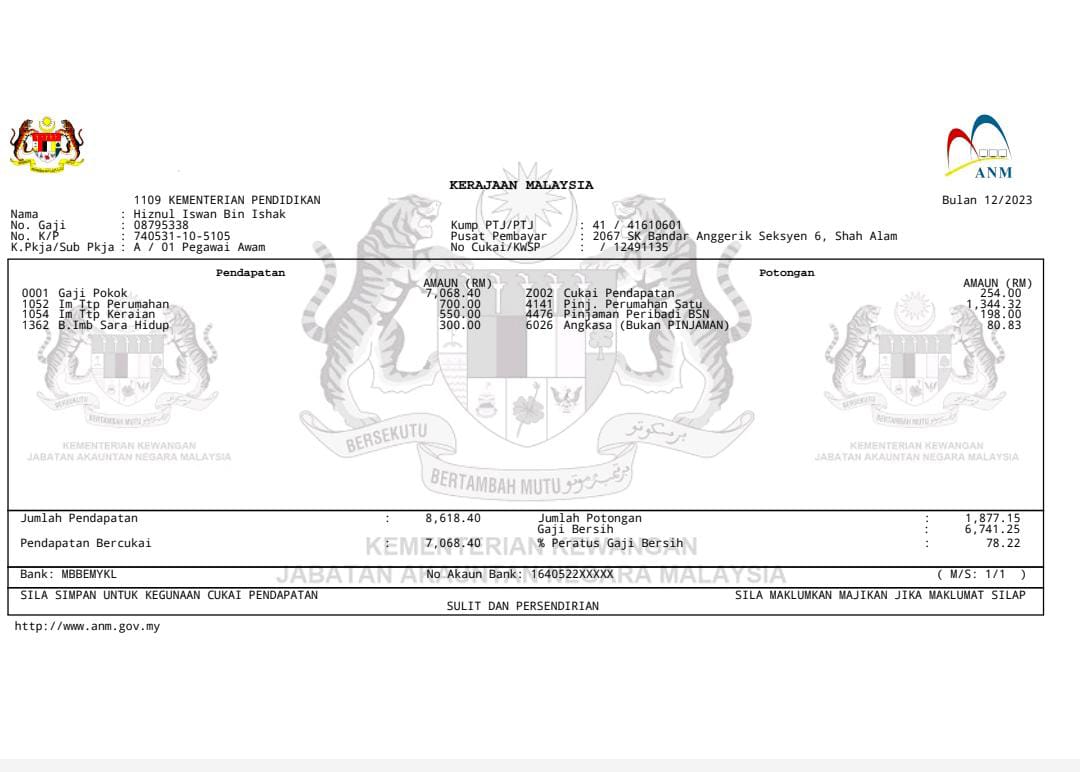 ANM
KERAJAAN MALAYSIA
1109 KEMENTERIAN PENDIDIKAN
Bulan 12/2023
Nama : Hiznul Iswan Bin Ishak
No. Gaji : 08795338
Kump PTJ/PTJ : 41 / 41610601
No. K/P : 740531-10-5105
Pusat Pembayar : 2067 SK Bandar Anggerik Seksyen 6, Shah Alam
K.Pkja/Sub Pkja : A / 01 Pegawai Awam
No Cukai/KWSP : / 12491135
Pendapatan Potongan
AMAUN (RM) AMAUN (RM)
0001 Gaji Pokok 7,068.40 Z002 Cukai Pendapatan 254.00
1052 Im Ttp Perumahan 700.00 4141 Pinj. Perumahan Satu 1,344.32
1054 Im Ttp Keraian 550.00 4476 Pinjaman Peribadi BSN 198.00
1362 B.Imb Sara Hidup 300.00 6026 Angkasa (Bukan PINJAMAN) 80.83
BERSEKUTU
BERTAMBAH MUTU
BERSEKUTU
برسكوتو
BERTAMBAH MUTU
BERSEKUTU
BERTAMBAH MUTU
KEMENTERIAN KEWANGAN
JABATAN AKAUNTAN NEGARA MALAYSIA
KEMENTERIAN KEWANGAN
JABATAN AKAUNTAN NEGARA MALAYSIA
Jumlah Pendapatan : 8,618.40 Jumlah Potongan : 1,877.15
Gaji Bersih : 6,741.25
Pendapatan Bercukai : 7,068.40 % Peratus Gaji Bersih : 78.22
KEMENTERIAN KEWANGAN
JABATAN AKAUNTAN NEGARA MALAYSIA
Bank: MBBEMYKL No Akaun Bank: 1640522XXXXX ( M/S: 1/1 )
SILA SIMPAN UNTUK KEGUNAAN CUKAI PENDAPATAN SILA MAKLUMKAN MAJIKAN JIKA MAKLUMAT SILAP
SULIT DAN PERSENDIRIAN
http://www.anm.gov.my